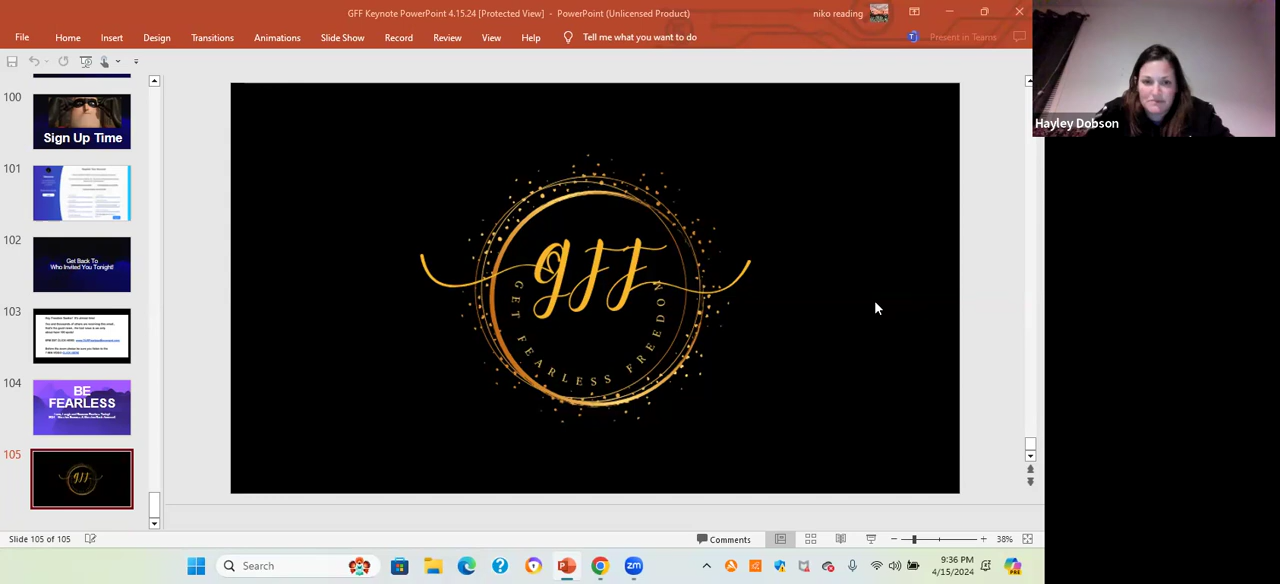 GFF Keynote PowerPoint 4.15.24 [Protected View] - PowerPoint (Unlicensed Product)
niko reading
File Home Insert Design Transitions Animations Slide Show Record Review View Help Tell me what you want to do
Present in Teams
Hayley Dobson
100
Sign Up Time
101
102
Get Back To
Who Invited You Tonight!
103
104
BE
FEARLESS
105
gff
gff
GET FEARLESS FREEDOM
Slide 105 of 105
Comments
38%
Search
zm
9:36 PM
4/15/2024
PRE